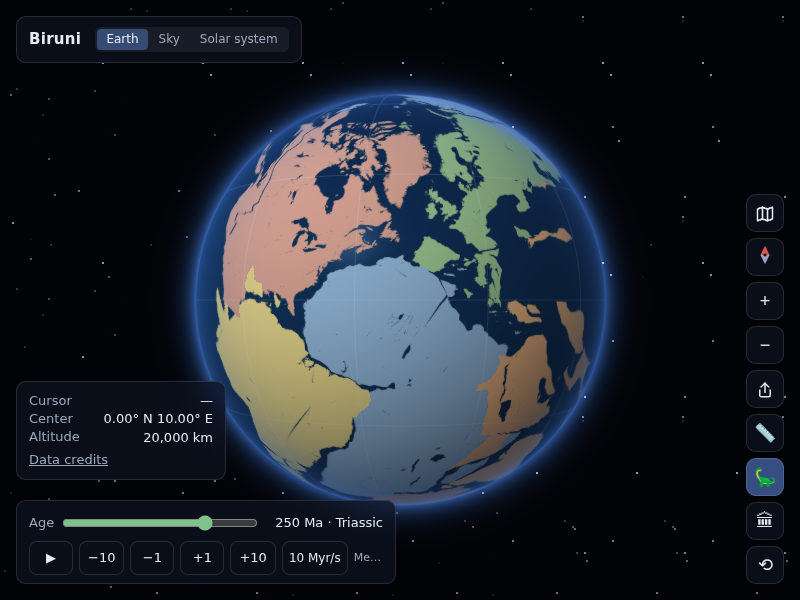 Biruni Earth Sky Solar system
Cursor —
Center 0.00° N 10.00° E
Altitude 20,000 km
Data credits
Age 250 Ma · Triassic
▶ −10 −1 +1 +10 10 Myr/s Me…
+
−